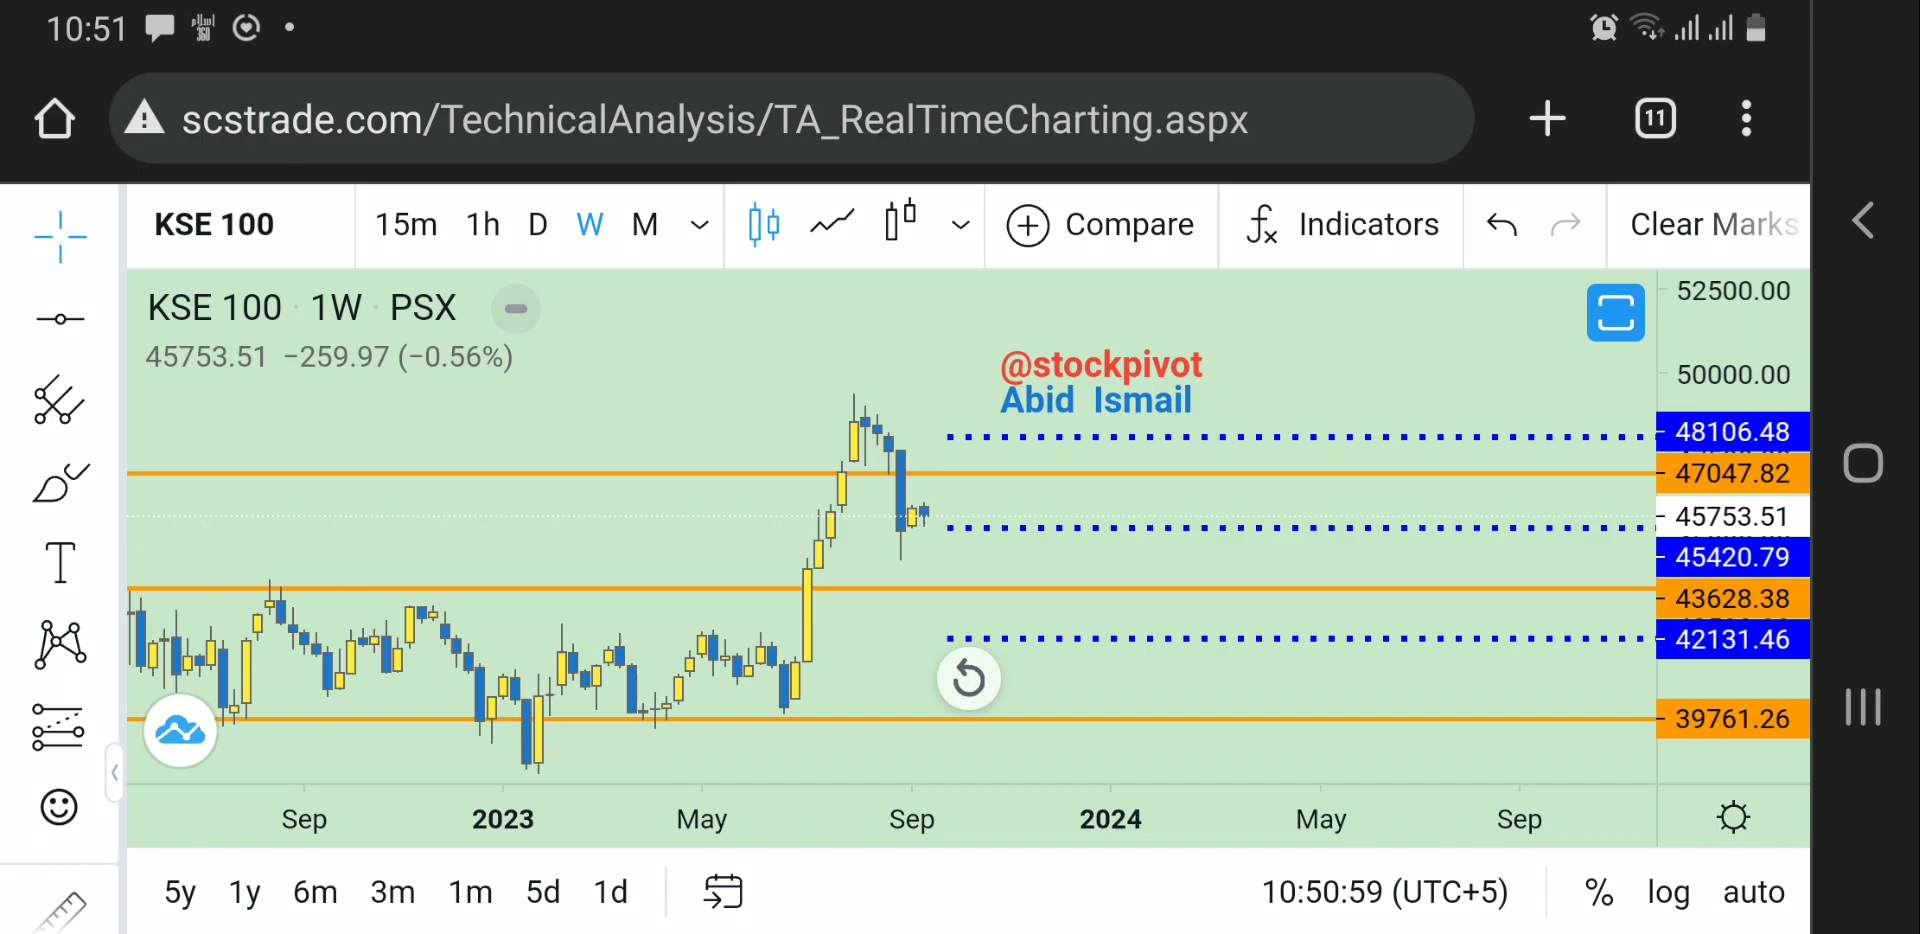 10:51
360
scstrade.com/TechnicalAnalysis/TA_RealTimeCharting.aspx
11
KSE 100 15m 1h D W M Compare Indicators Clear Marks
KSE 100 · 1W · PSX
45753.51 −259.97 (−0.56%)
@stockpivot
Abid Ismail
52500.00
50000.00
48106.48
47047.82
45753.51
45420.79
43628.38
42131.46
39761.26
Sep 2023 May Sep 2024 May Sep
5y 1y 6m 3m 1m 5d 1d 10:50:59 (UTC+5) % log auto